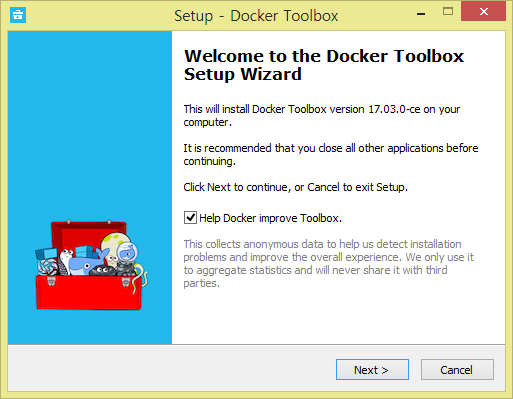 Setup - Docker Toolbox
Welcome to the Docker Toolbox
Setup Wizard
This will install Docker Toolbox version 17.03.0-ce on your
computer.
It is recommended that you close all other applications before
continuing.
Click Next to continue, or Cancel to exit Setup.
Help Docker improve Toolbox.
This collects anonymous data to help us detect installation
problems and improve the overall experience. We only use it
to aggregate statistics and will never share it with third
parties.
Next >
Cancel